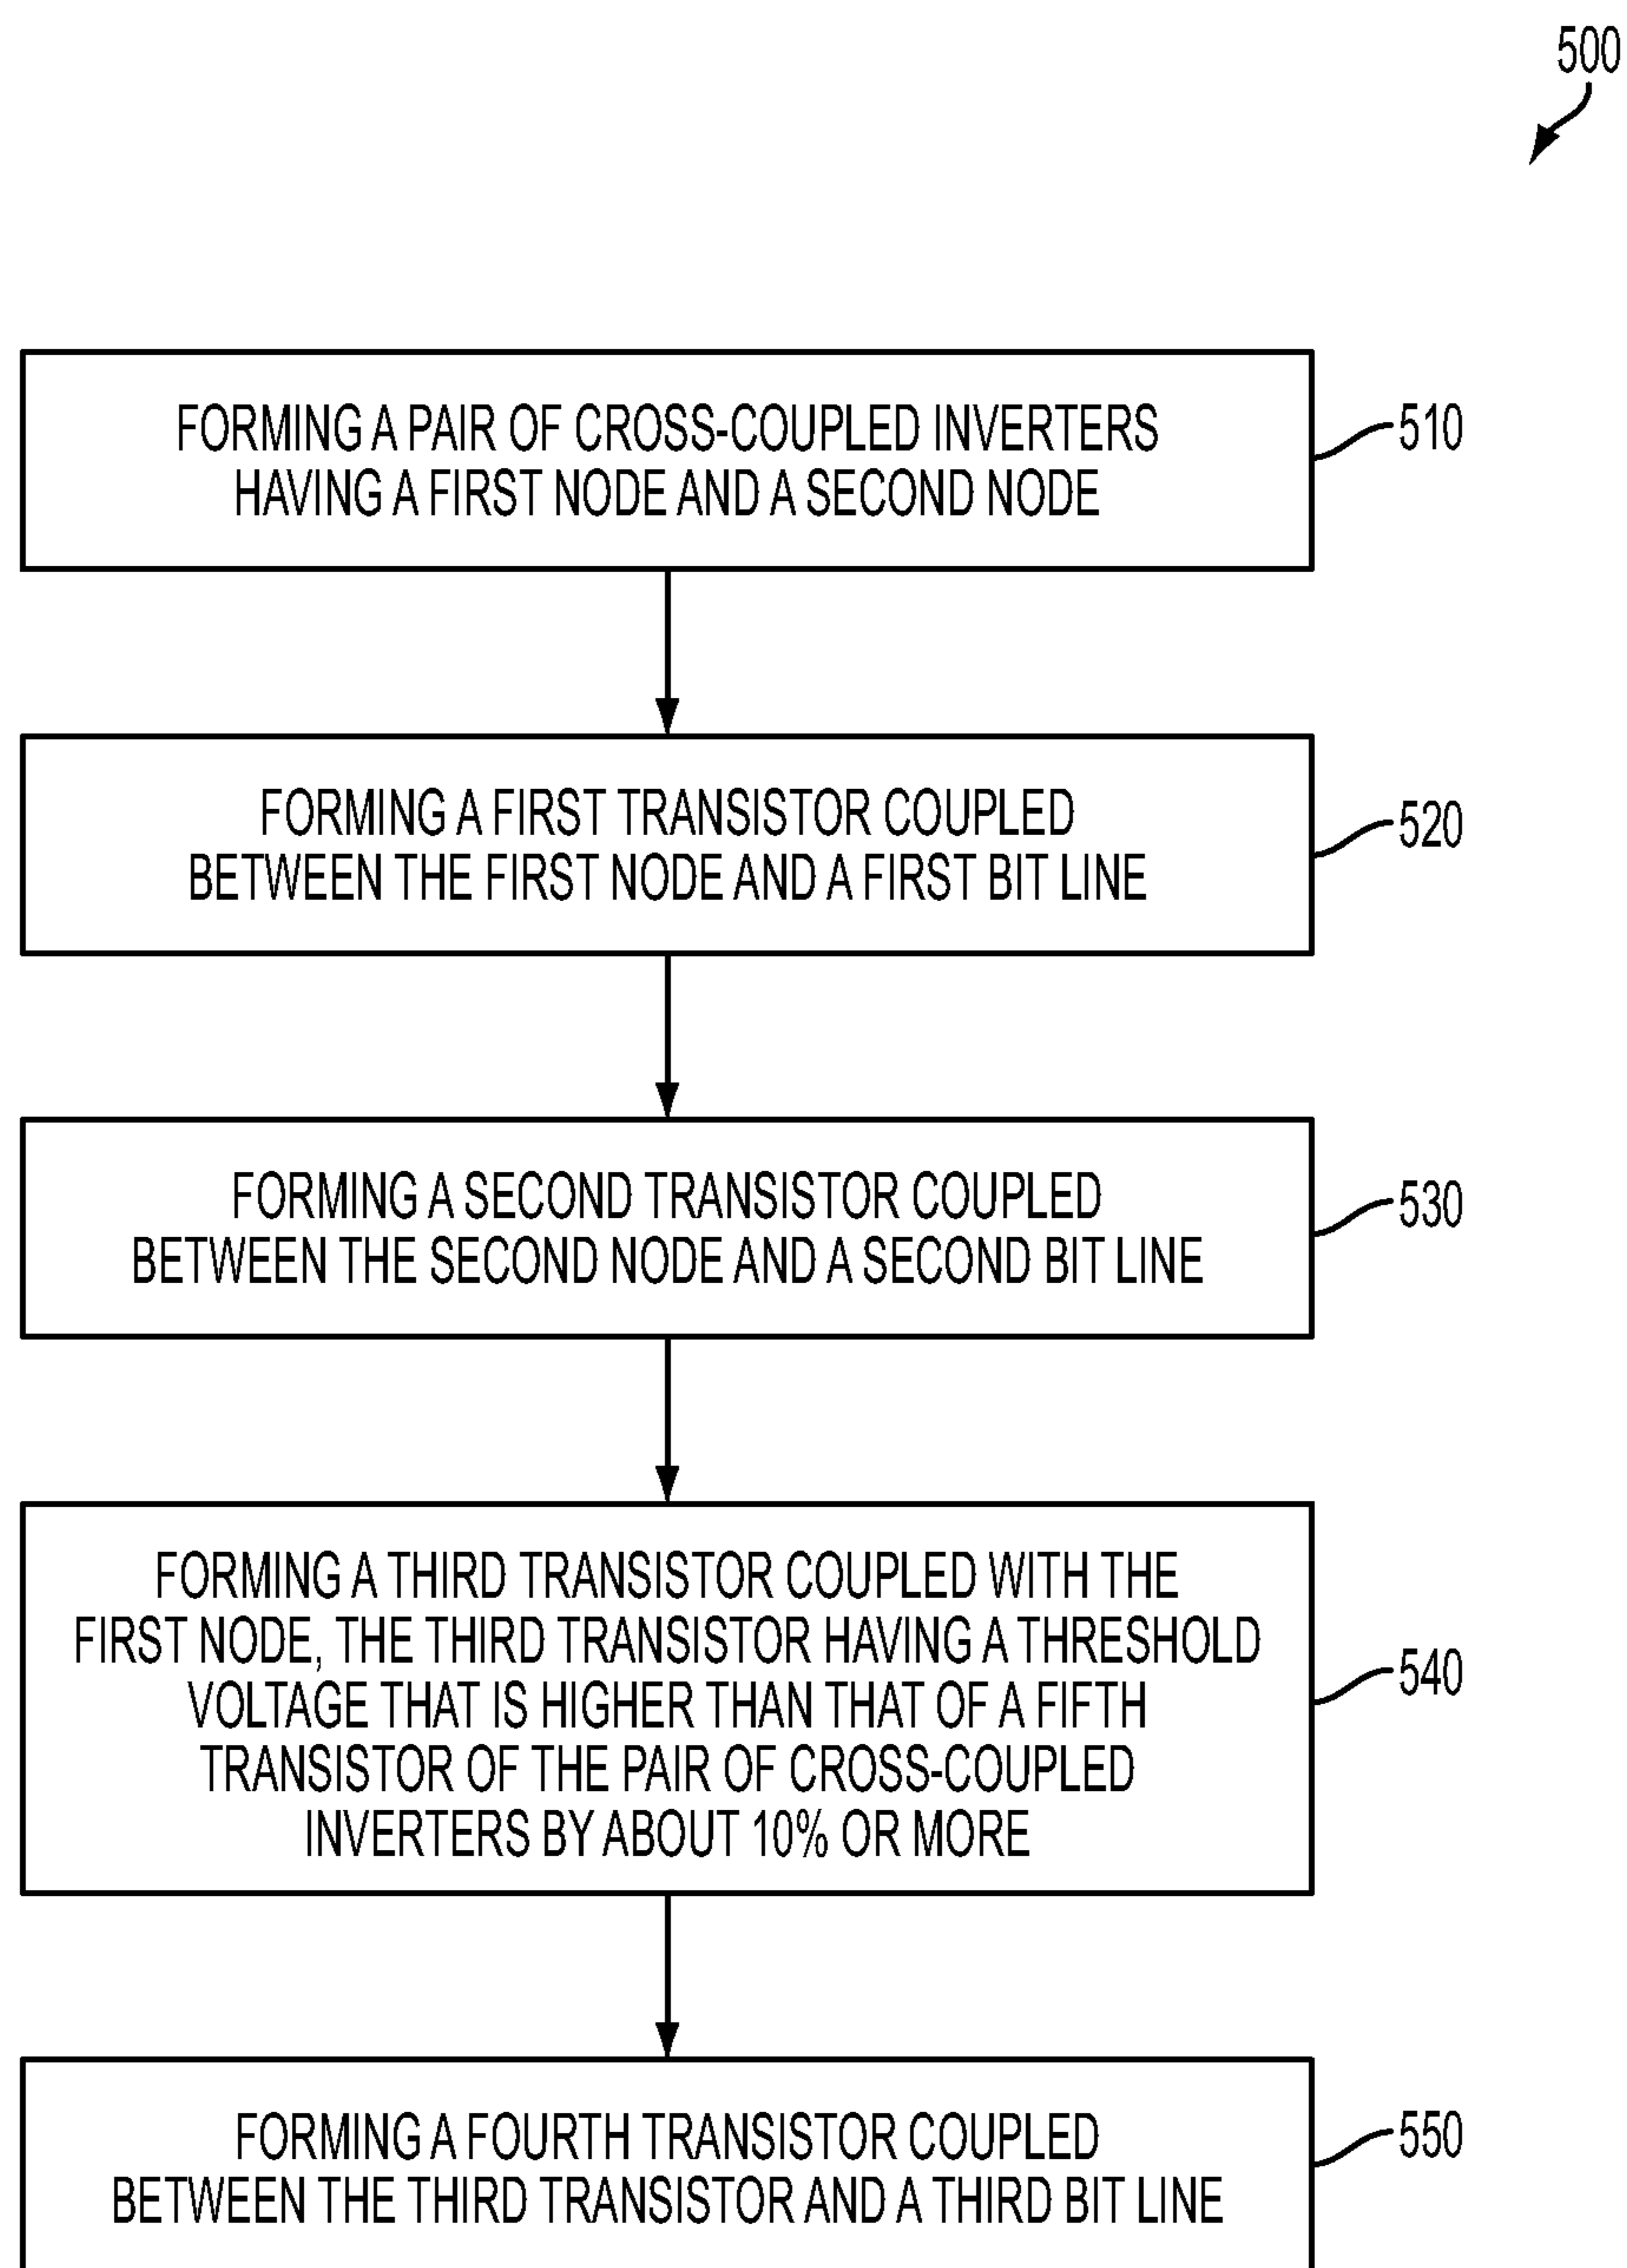 500
FORMING A PAIR OF CROSS-COUPLED INVERTERS
HAVING A FIRST NODE AND A SECOND NODE
510
FORMING A FIRST TRANSISTOR COUPLED
BETWEEN THE FIRST NODE AND A FIRST BIT LINE
520
FORMING A SECOND TRANSISTOR COUPLED
BETWEEN THE SECOND NODE AND A SECOND BIT LINE
530
FORMING A THIRD TRANSISTOR COUPLED WITH THE
FIRST NODE, THE THIRD TRANSISTOR HAVING A THRESHOLD
VOLTAGE THAT IS HIGHER THAN THAT OF A FIFTH
TRANSISTOR OF THE PAIR OF CROSS-COUPLED
INVERTERS BY ABOUT 10% OR MORE
540
FORMING A FOURTH TRANSISTOR COUPLED
BETWEEN THE THIRD TRANSISTOR AND A THIRD BIT LINE
550